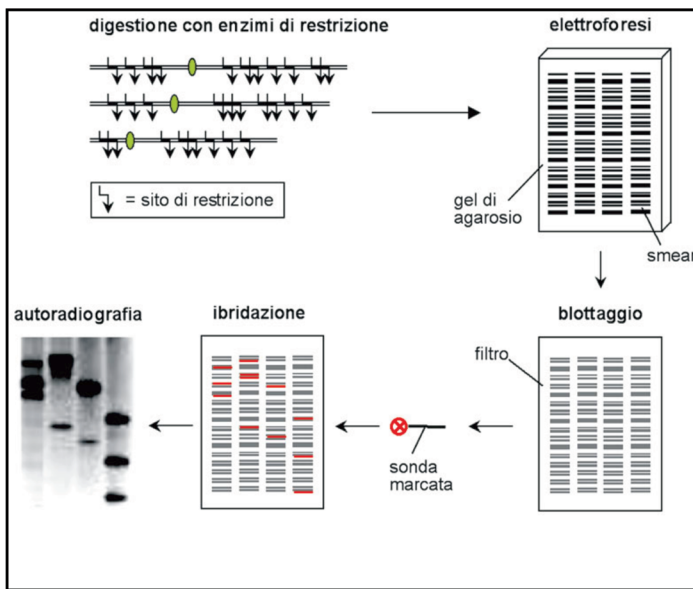 digestione con enzimi di restrizione
elettroforesi
= sito di restrizione
gel di
agarosio
smear
autoradiografia
ibridazione
blottaggio
filtro
sonda
marcata